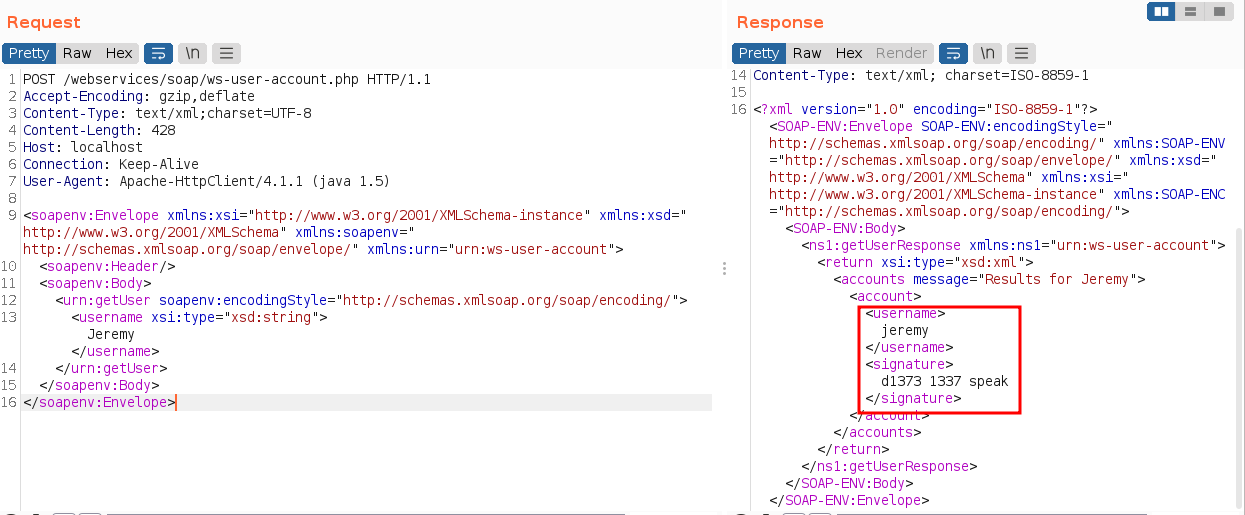 Request
Pretty Raw Hex \n
1 POST /webservices/soap/ws-user-account.php HTTP/1.1
2 Accept-Encoding: gzip,deflate
3 Content-Type: text/xml;charset=UTF-8
4 Content-Length: 428
5 Host: localhost
6 Connection: Keep-Alive
7 User-Agent: Apache-HttpClient/4.1.1 (java 1.5)
8
9 <soapenv:Envelope xmlns:xsi="http://www.w3.org/2001/XMLSchema-instance" xmlns:xsd="
http://www.w3.org/2001/XMLSchema" xmlns:soapenv="
http://schemas.xmlsoap.org/soap/envelope/" xmlns:urn="urn:ws-user-account">
10 <soapenv:Header/>
11 <soapenv:Body>
12 <urn:getUser soapenv:encodingStyle="http://schemas.xmlsoap.org/soap/encoding/">
13 <username xsi:type="xsd:string">
Jeremy
</username>
14 </urn:getUser>
15 </soapenv:Body>
16 </soapenv:Envelope>
Response
Pretty Raw Hex Render \n
14 Content-Type: text/xml; charset=ISO-8859-1
15
16 <?xml version="1.0" encoding="ISO-8859-1"?>
<SOAP-ENV:Envelope SOAP-ENV:encodingStyle="
http://schemas.xmlsoap.org/soap/encoding/" xmlns:SOAP-ENV
="http://schemas.xmlsoap.org/soap/envelope/" xmlns:xsd="
http://www.w3.org/2001/XMLSchema" xmlns:xsi="
http://www.w3.org/2001/XMLSchema-instance" xmlns:SOAP-ENC
="http://schemas.xmlsoap.org/soap/encoding/">
<SOAP-ENV:Body>
<ns1:getUserResponse xmlns:ns1="urn:ws-user-account">
<return xsi:type="xsd:xml">
<accounts message="Results for Jeremy">
<account>
<username>
jeremy
</username>
<signature>
d1373 1337 speak
</signature>
</account>
</accounts>
</return>
</ns1:getUserResponse>
</SOAP-ENV:Body>
</SOAP-ENV:Envelope>